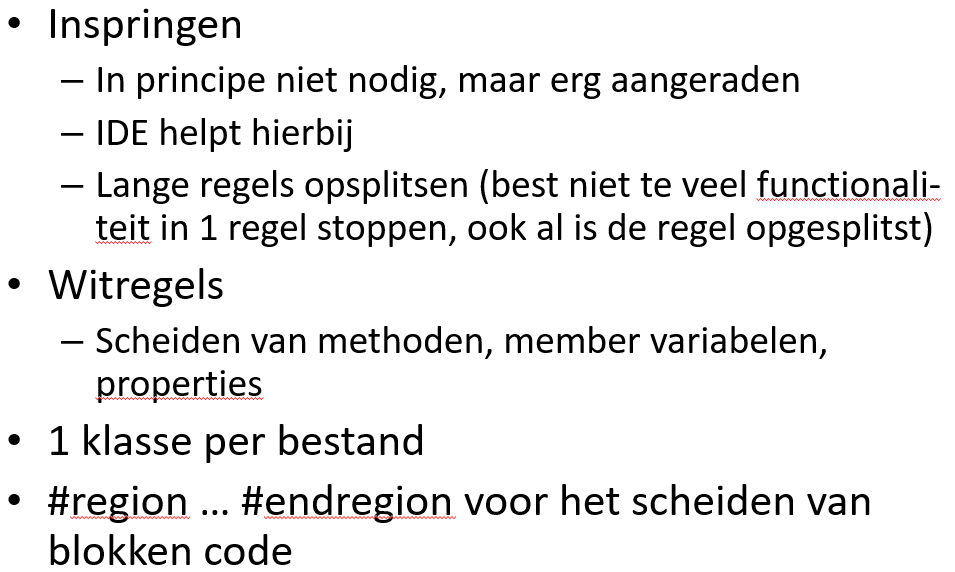 • Inspringen
– In principe niet nodig, maar erg aangeraden
– IDE helpt hierbij
– Lange regels opsplitsen (best niet te veel functionali-
teit in 1 regel stoppen, ook al is de regel opgesplitst)
• Witregels
– Scheiden van methoden, member variabelen,
properties
• 1 klasse per bestand
• #region ... #endregion voor het scheiden van
blokken code